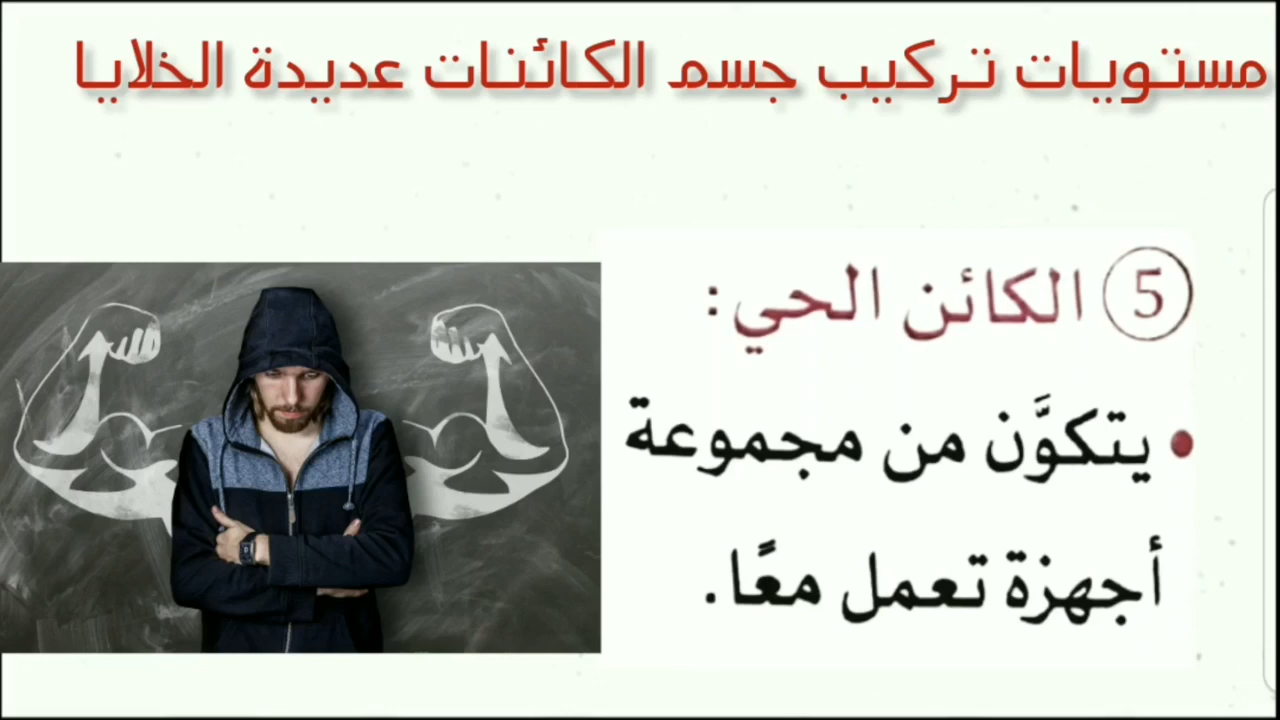 مستويات تركيب جسم الكائنات عديدة الخلايا
5 الكائن الحي:
• يتكوَّن من مجموعة
أجهزة تعمل معًا.